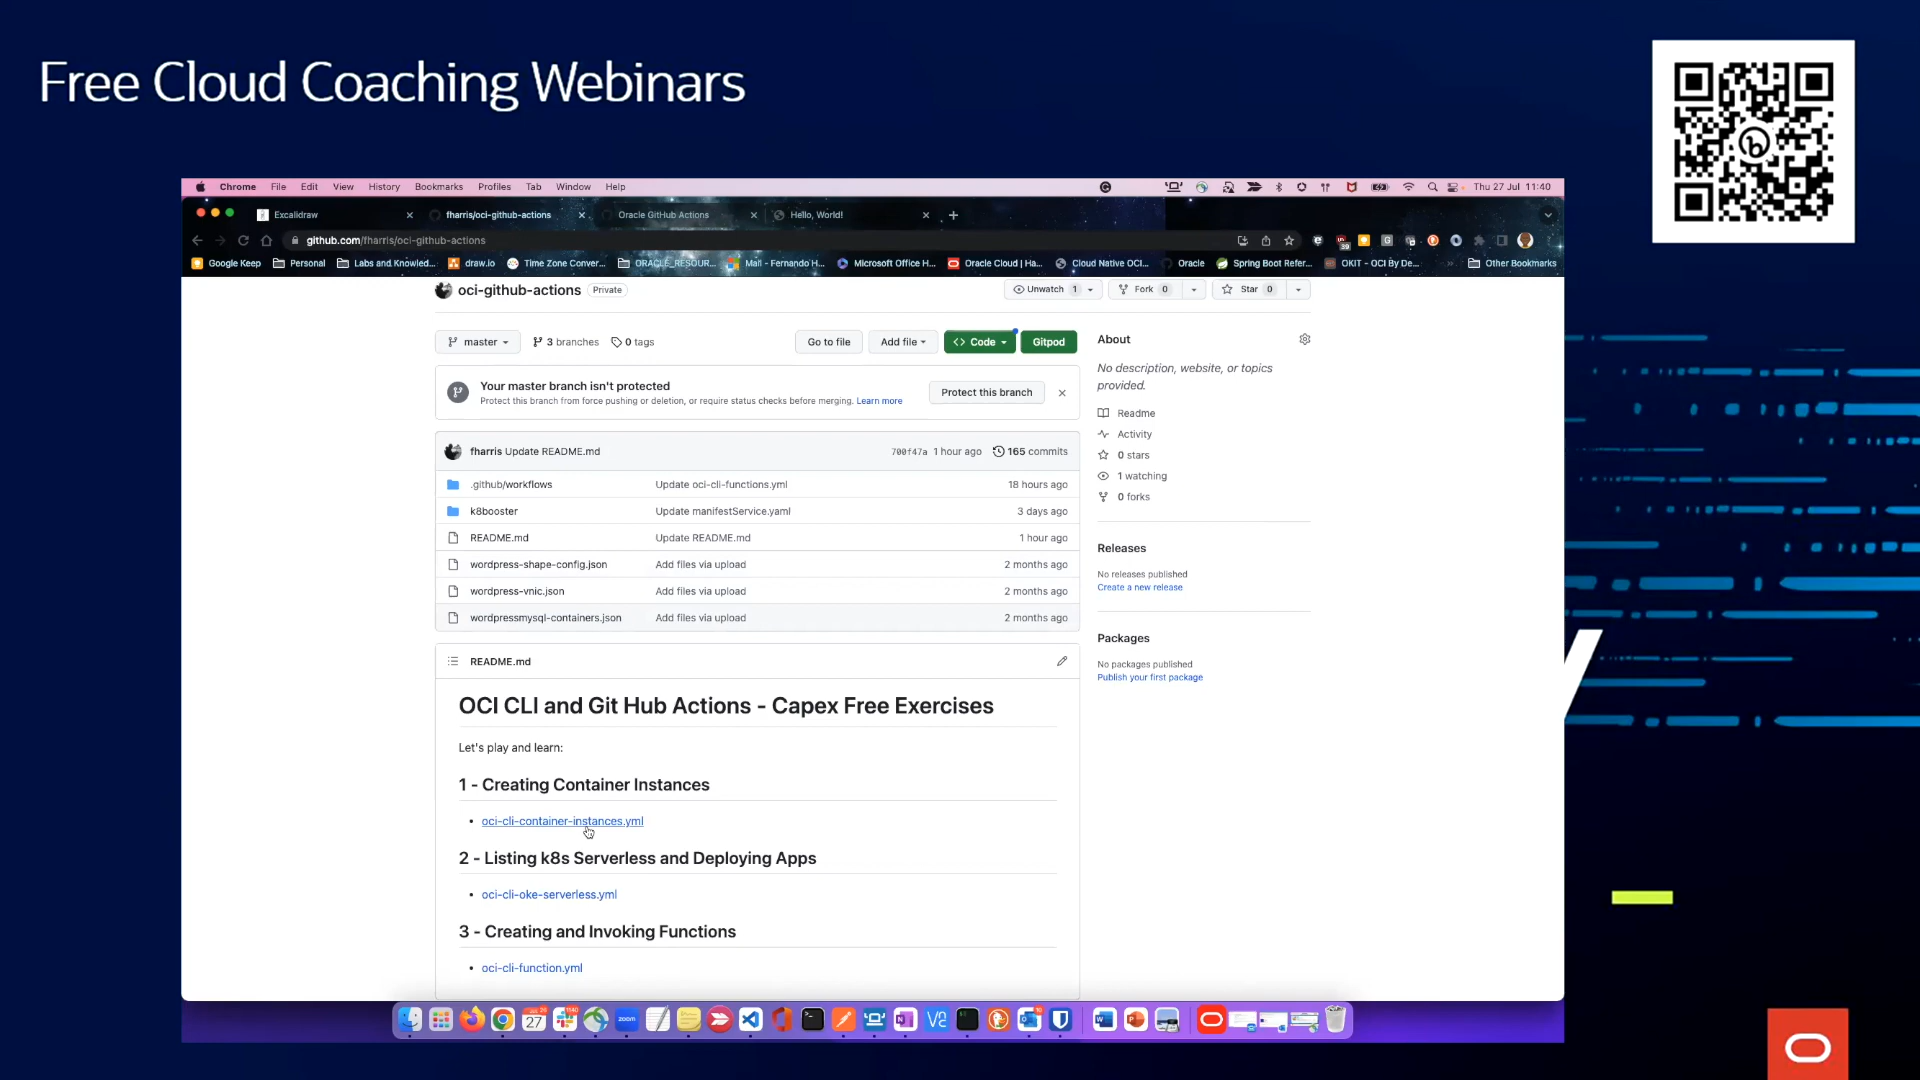 Free Cloud Coaching Webinars
Chrome File Edit View History Bookmarks Profiles Tab Window Help Thu 27 Jul 11:40
Excalidraw fharris/oci-github-actions Oracle GitHub Actions Hello, World!
github.com/fharris/oci-github-actions
Google Keep Personal Labs and Knowled... draw.io Time Zone Conver... ORACLE_RESOUR... Mail - Fernando H... Microsoft Office H... Oracle Cloud | Ha... Cloud Native OCI... Oracle Spring Boot Refer... OKIT - OCI By De... Other Bookmarks
oci-github-actions Private Unwatch 1 Fork 0 Star 0
master 3 branches 0 tags Go to file Add file <> Code Gitpod
Your master branch isn't protected
Protect this branch from force pushing or deletion, or require status checks before merging. Learn more
Protect this branch
fharris Update README.md 700f47a 1 hour ago 165 commits
.github/workflows Update oci-cli-functions.yml 18 hours ago
k8booster Update manifestService.yaml 3 days ago
README.md Update README.md 1 hour ago
wordpress-shape-config.json Add files via upload 2 months ago
wordpress-vnic.json Add files via upload 2 months ago
wordpressmysql-containers.json Add files via upload 2 months ago
README.md
OCI CLI and Git Hub Actions - Capex Free Exercises
Let's play and learn:
1 - Creating Container Instances
• oci-cli-container-instances.yml
2 - Listing k8s Serverless and Deploying Apps
• oci-cli-oke-serverless.yml
3 - Creating and Invoking Functions
• oci-cli-function.yml
About
No description, website, or topics
provided.
Readme
Activity
0 stars
1 watching
0 forks
Releases
No releases published
Create a new release
Packages
No packages published
Publish your first package